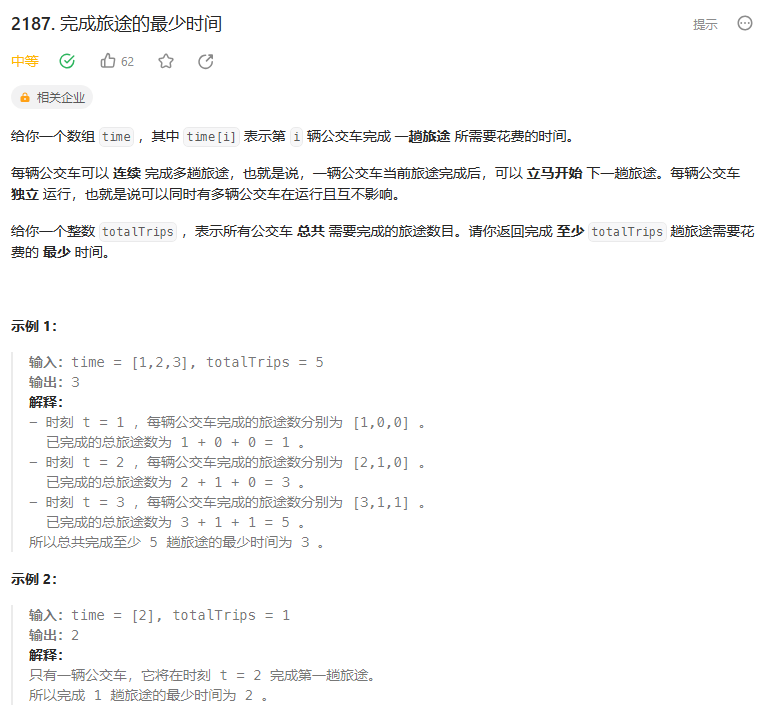 2187. 完成旅途的最少时间
提示
中等 62
相关企业
给你一个数组 time ，其中 time[i] 表示第 i 辆公交车完成 一趟旅途 所需要花费的时间。
每辆公交车可以 连续 完成多趟旅途，也就是说，一辆公交车当前旅途完成后，可以 立马开始 下一趟旅途。每辆公交车
独立 运行，也就是说可以同时有多辆公交车在运行且互不影响。
给你一个整数 totalTrips ，表示所有公交车 总共 需要完成的旅途数目。请你返回完成 至少 totalTrips 趟旅途需要花
费的 最少 时间。
示例 1：
输入：time = [1,2,3], totalTrips = 5
输出：3
解释：
- 时刻 t = 1 ，每辆公交车完成的旅途数分别为 [1,0,0] 。
已完成的总旅途数为 1 + 0 + 0 = 1 。
- 时刻 t = 2 ，每辆公交车完成的旅途数分别为 [2,1,0] 。
已完成的总旅途数为 2 + 1 + 0 = 3 。
- 时刻 t = 3 ，每辆公交车完成的旅途数分别为 [3,1,1] 。
已完成的总旅途数为 3 + 1 + 1 = 5 。
所以总共完成至少 5 趟旅途的最少时间为 3 。
示例 2：
输入：time = [2], totalTrips = 1
输出：2
解释：
只有一辆公交车，它将在时刻 t = 2 完成第一趟旅途。
所以完成 1 趟旅途的最少时间为 2 。